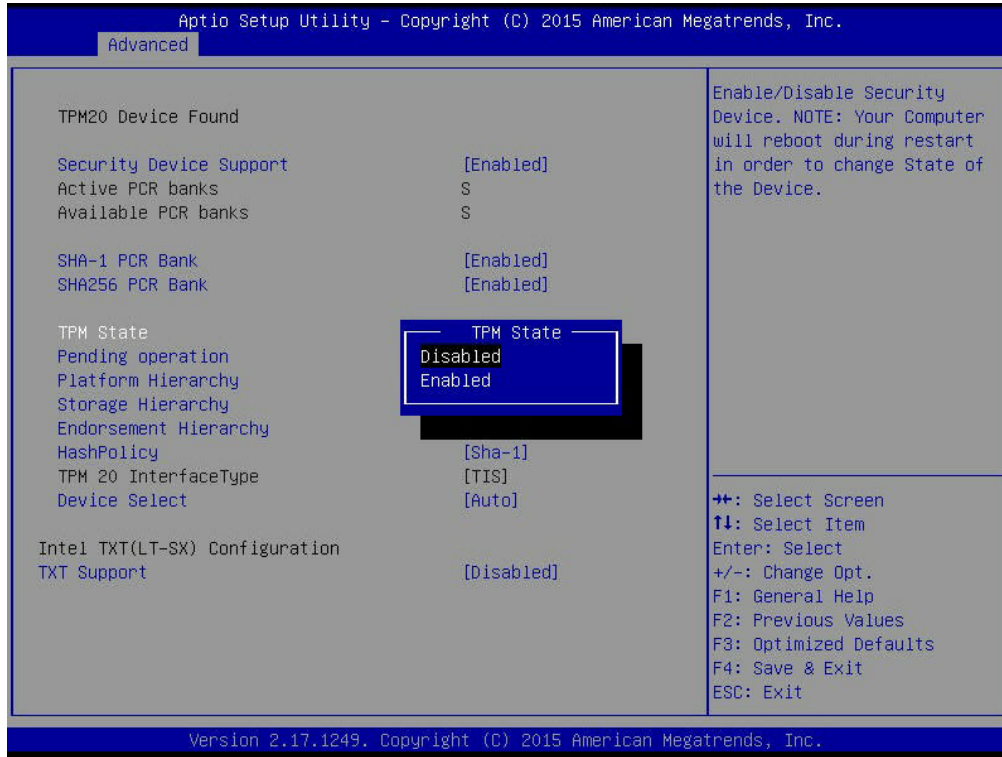 Aptio Setup Utility – Copyright (C) 2015 American Megatrends, Inc.
Advanced
TPM20 Device Found
Security Device Support [Enabled]
Active PCR banks S
Available PCR banks S
SHA-1 PCR Bank [Enabled]
SHA256 PCR Bank [Enabled]
TPM State
Pending operation
Platform Hierarchy
Storage Hierarchy
Endorsement Hierarchy
HashPolicy [Sha-1]
TPM 20 InterfaceType [TIS]
Device Select [Auto]
Intel TXT(LT-SX) Configuration
TXT Support [Disabled]
TPM State
Disabled
Enabled
Enable/Disable Security
Device. NOTE: Your Computer
will reboot during restart
in order to change State of
the Device.
→←: Select Screen
↑↓: Select Item
Enter: Select
+/-: Change Opt.
F1: General Help
F2: Previous Values
F3: Optimized Defaults
F4: Save & Exit
ESC: Exit
Version 2.17.1249. Copyright (C) 2015 American Megatrends, Inc.